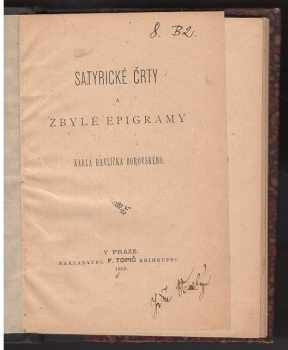 8. B2.
SATYRICKÉ ČRTY
A
ZBYLÉ EPIGRAMY
KARLA HAVLÍČKA BOROVSKÉHO.
V PRAZE.
NAKLADATEL F. TOPIČ KNIHKUPEC.